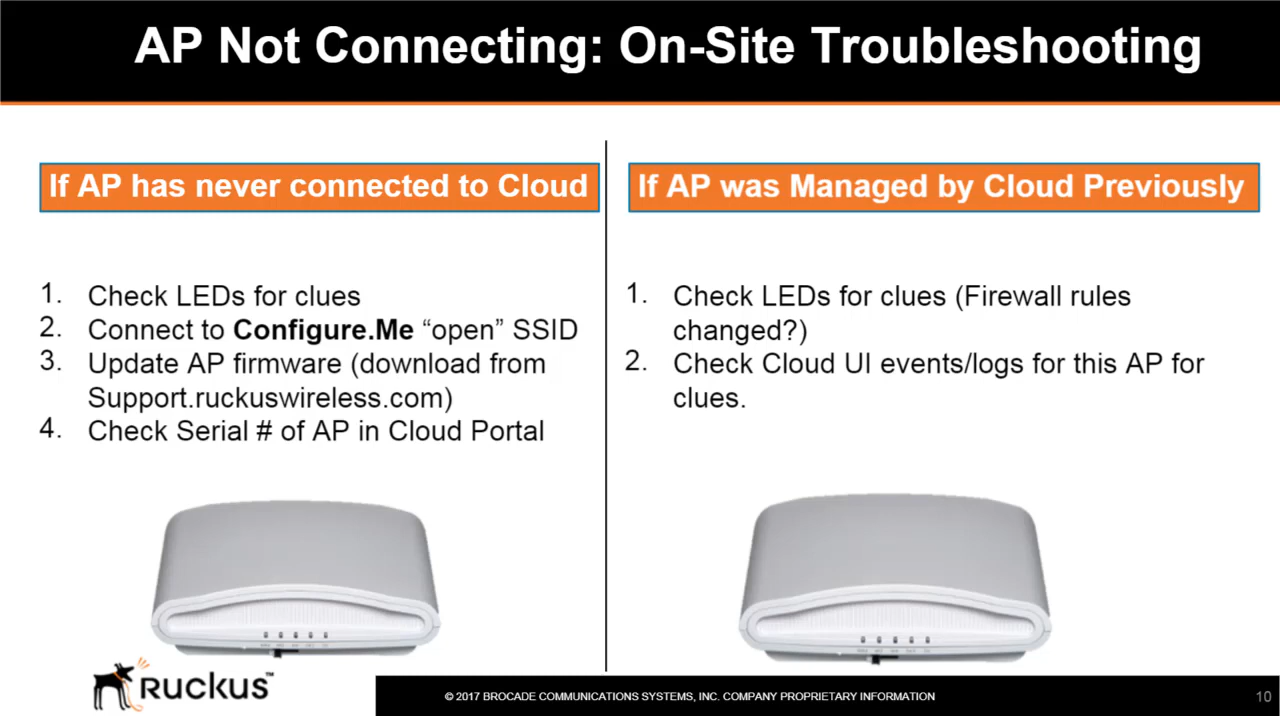 AP Not Connecting: On-Site Troubleshooting
If AP has never connected to Cloud
1. Check LEDs for clues
2. Connect to Configure.Me “open” SSID
3. Update AP firmware (download from
Support.ruckuswireless.com)
4. Check Serial # of AP in Cloud Portal
If AP was Managed by Cloud Previously
1. Check LEDs for clues (Firewall rules
changed?)
2. Check Cloud UI events/logs for this AP for
clues.
RUCKUS™
© 2017 BROCADE COMMUNICATIONS SYSTEMS, INC. COMPANY PROPRIETARY INFORMATION
10